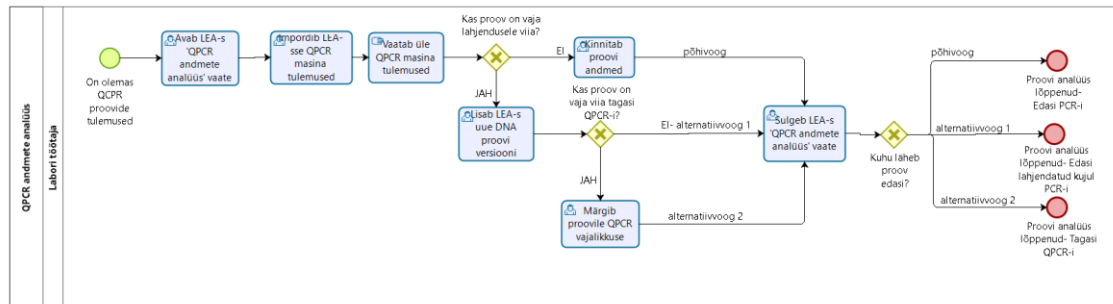 QPCR andmete analüüs
Labori töötaja
On olemas
QCPR
proovide
tulemused
Avab LEA-s
'QPCR
andmete
analüüs' vaate
Impordib LEA-
sse QPCR
masina
tulemused
Vaatab üle
QPCR masina
tulemused
Kas proov on vaja
lahjendusele viia?
EI
JAH
Kinnitab
proovi
andmed
põhivoog
Lisab LEA-s
uue DNA
proovi
versiooni
Kas proov on
vaja viia tagasi
QPCR-i?
EI- alternatiivvoog 1
JAH
Märgib
proovile QPCR
vajalikkuse
alternatiivvoog 2
Sulgeb LEA-s
'QPCR andmete
analüüs' vaate
Kuhu läheb
proov
edasi?
põhivoog
Proovi analüüs
lõppenud-
Edasi PCR-i
alternatiivvoog 1
Proovi analüüs
lõppenud- Edasi
lahjendatud kujul
PCR-i
alternatiivvoog 2
Proovi analüüs
lõppenud- Tagasi
QPCR-i